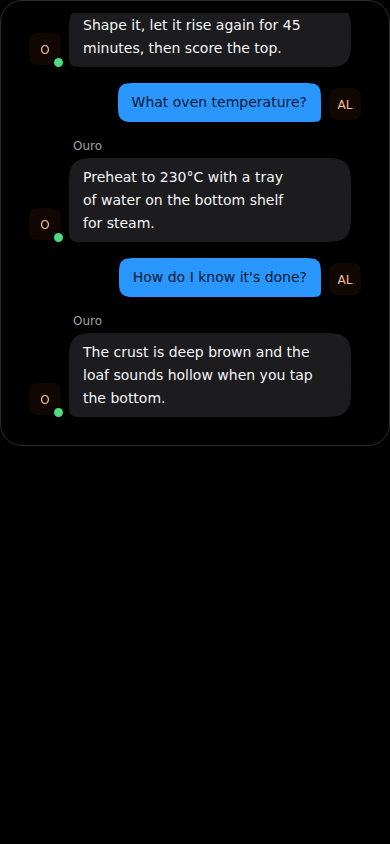 Shape it, let it rise again for 45
minutes, then score the top.
O
What oven temperature?
AL
Ouro
Preheat to 230°C with a tray
of water on the bottom shelf
for steam.
O
How do I know it's done?
AL
Ouro
The crust is deep brown and the
loaf sounds hollow when you tap
the bottom.
O